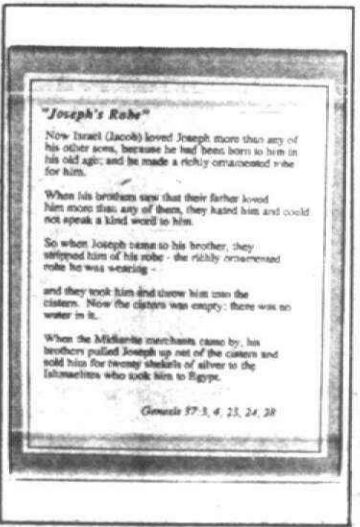 "Joseph's Robe"
Now Israel (Jacob) loved Joseph more than any of
his other sons, because he had been born to him in
his old age; and he made a richly ornamented robe
for him.
When his brothers saw that their father loved
him more than any of them, they hated him and could
not speak a kind word to him.
So when Joseph came to his brother, they
stripped him of his robe - the richly ornamented
robe he was wearing -
and they took him and threw him into the
cistern. Now the cistern was empty; there was no
water in it.
When the Midianite merchants came by, his
brothers pulled Joseph up out of the cistern and
sold him for twenty shekels of silver to the
Ishmaelites who took him to Egypt.
Genesis 37:3, 4, 23, 24, 28